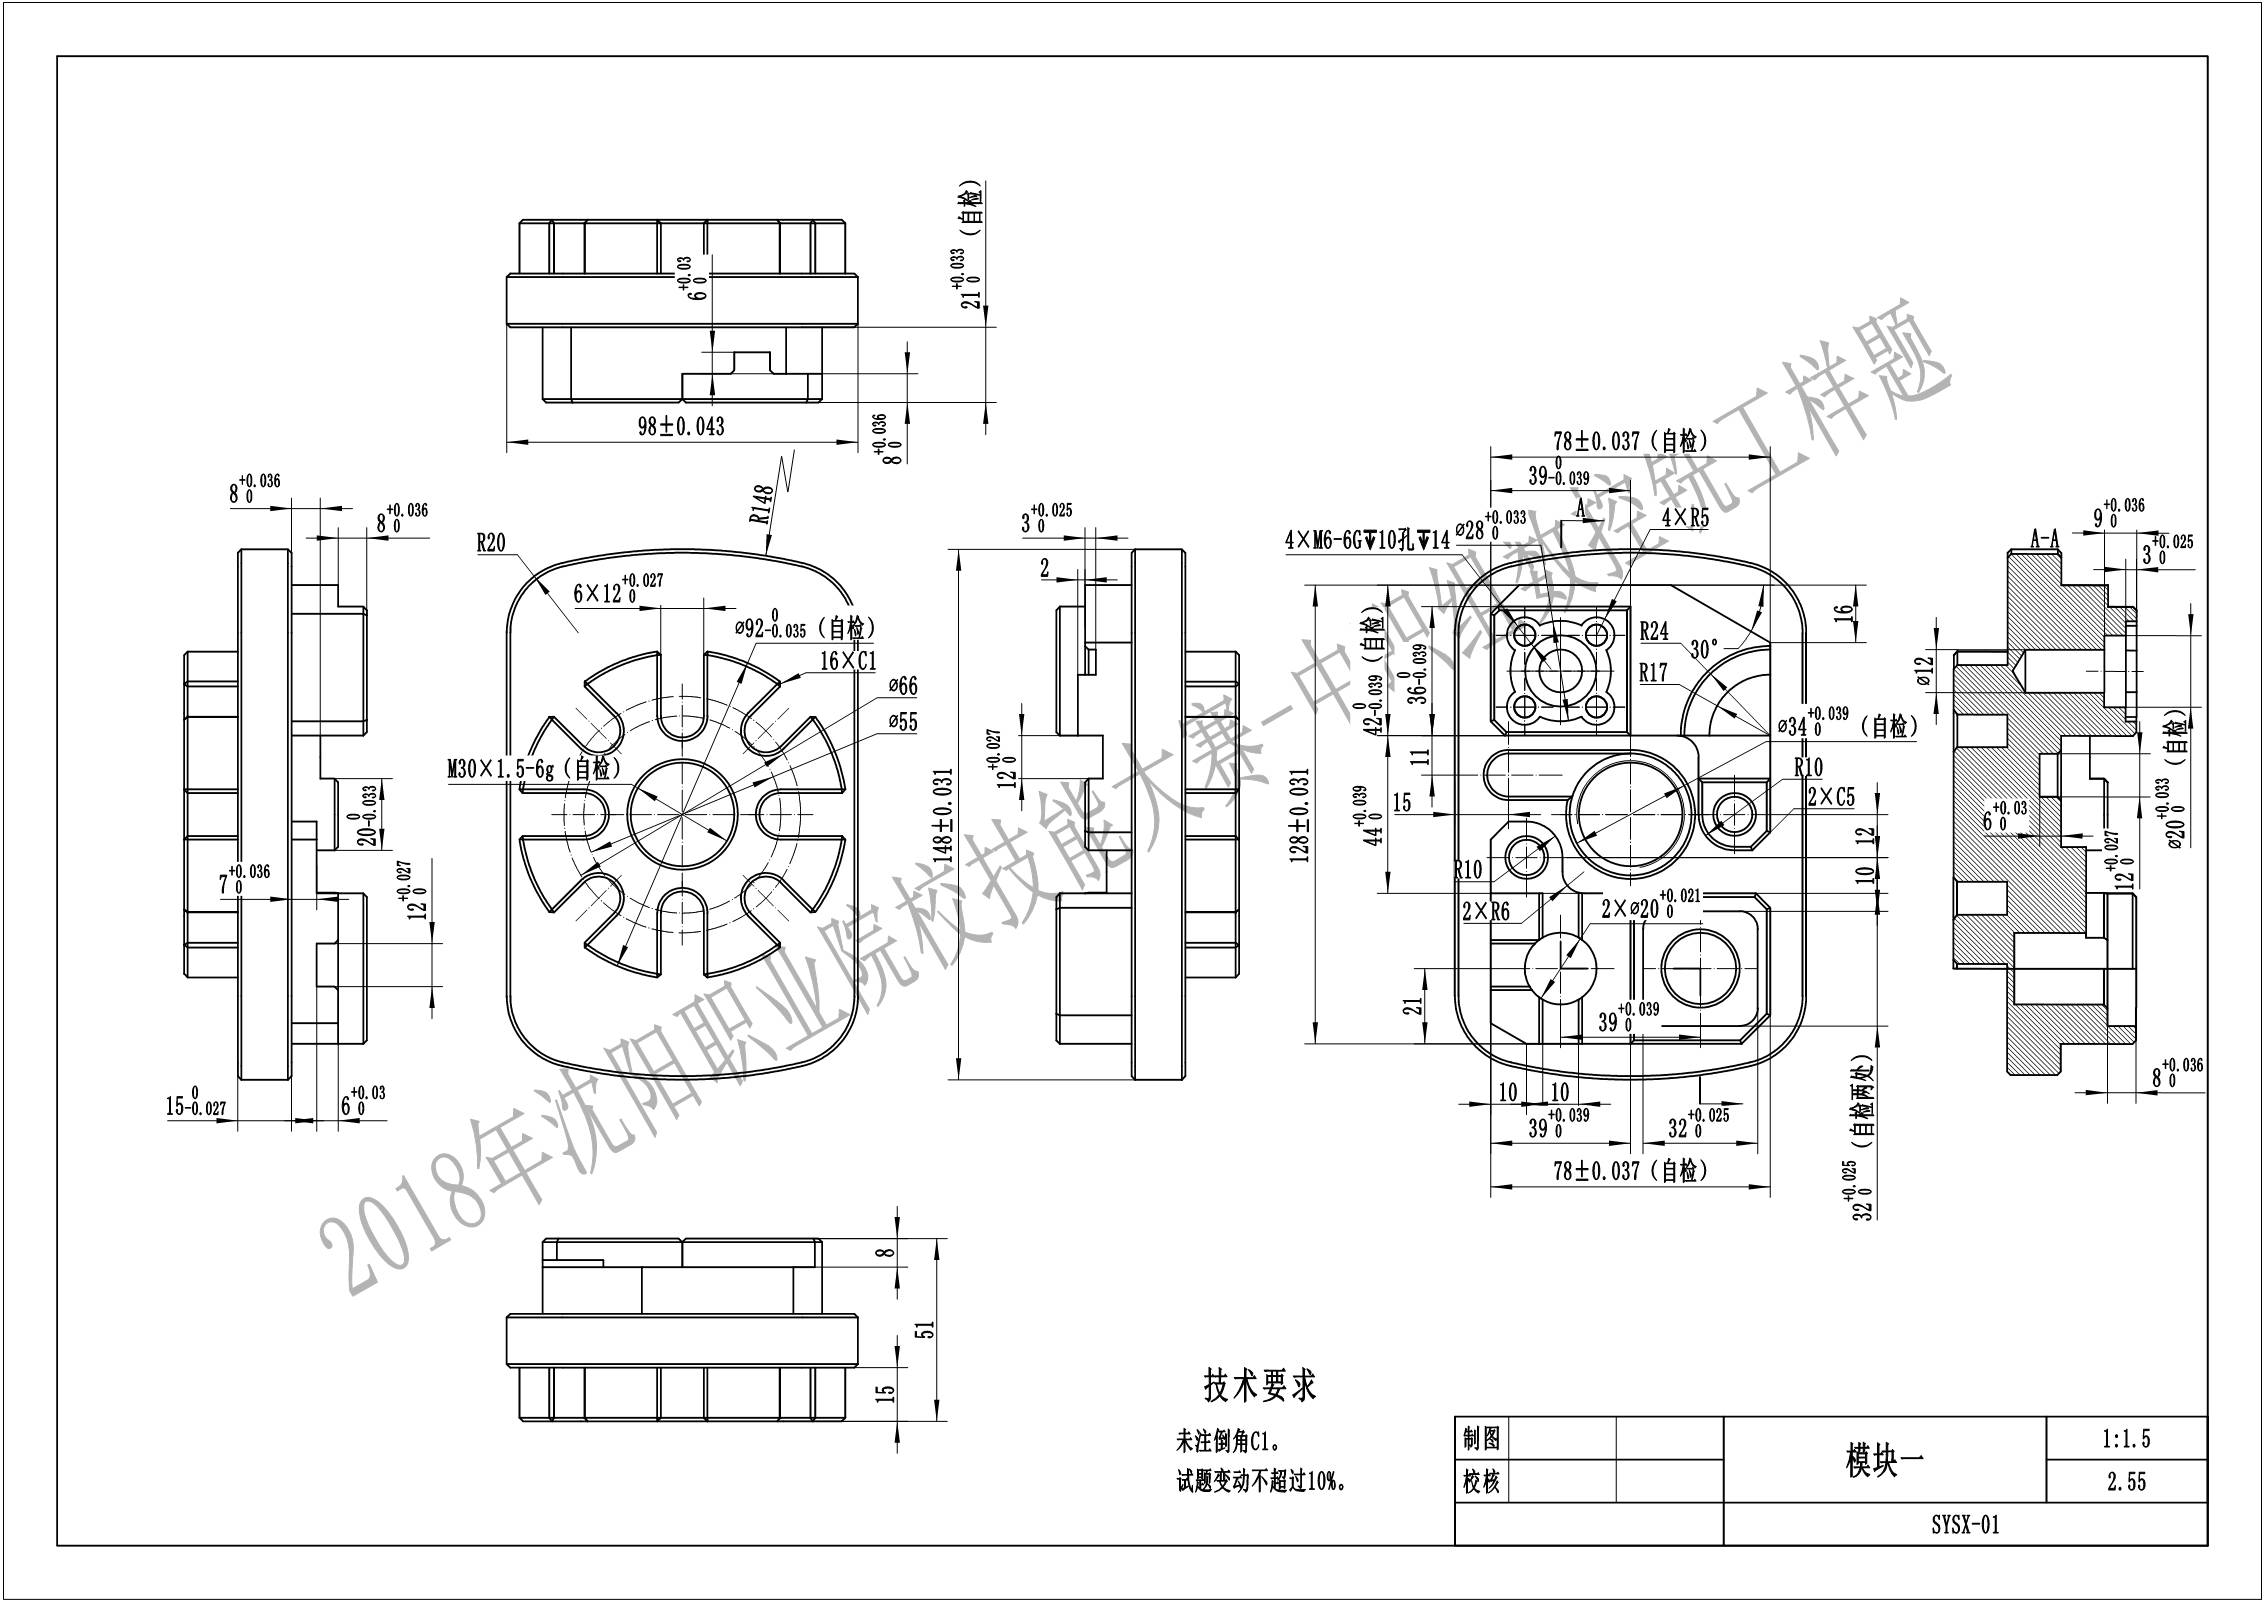 +0.033
21 0 (自检)
+0.03
6 0
98±0.043
+0.036
8 0
+0.036
8 0
+0.036
8 0
0
20-0.033
+0.036
7 0
+0.027
12 0
0
15-0.027
+0.03
6 0
R148
R20
+0.027
6×12 0
0
⌀92-0.035 (自检)
16×C1
⌀66
⌀55
M30×1.5-6g(自检)
+0.025
3 0
2
+0.027
12 0
148±0.031
78±0.037(自检)
0
39-0.039
A
4×R5
+0.033
⌀28 0
4×M6-6G↧10孔↧14
0
42-0.039 (自检)
0
36-0.039
16
R24
30°
R17
+0.039
⌀34 0 (自检)
11
15
R10
2×C5
128±0.031
+0.039
44 0
12
R10
10
2×R6
+0.021
2×⌀20 0
21
+0.039
39 0
10
10
+0.039
39 0
+0.025
32 0
78±0.037(自检)
+0.025
32 0 (自检两处)
A-A
+0.036
9 0
+0.025
3 0
⌀12
+0.033
⌀20 0 (自检)
+0.03
6 0
+0.027
12 0
+0.036
8 0
8
51
15
2018年沈阳职业院校技能大赛-中职组数控铣工样题
技术要求
未注倒角C1。
试题变动不超过10%。
制图
校核
模块一
1:1.5
2.55
SYSX-01